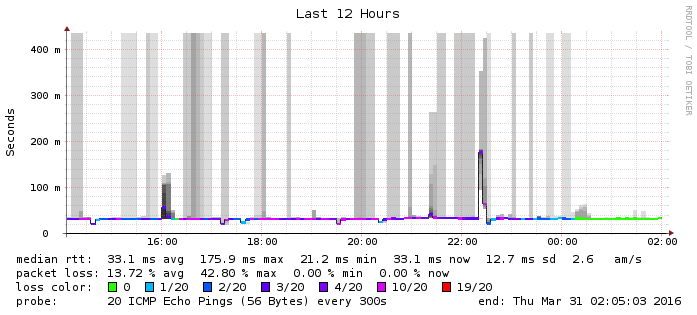 Last 12 Hours
RRDTOOL / TOBI OETIKER
Seconds
400 m
300 m
200 m
100 m
0
16:00 18:00 20:00 22:00 00:00 02:00
median rtt: 33.1 ms avg 175.9 ms max 21.2 ms min 33.1 ms now 12.7 ms sd 2.6 am/s
packet loss: 13.72 % avg 42.80 % max 0.00 % min 0.00 % now
loss color: 0 1/20 2/20 3/20 4/20 10/20 19/20
probe: 20 ICMP Echo Pings (56 Bytes) every 300s end: Thu Mar 31 02:05:03 2016